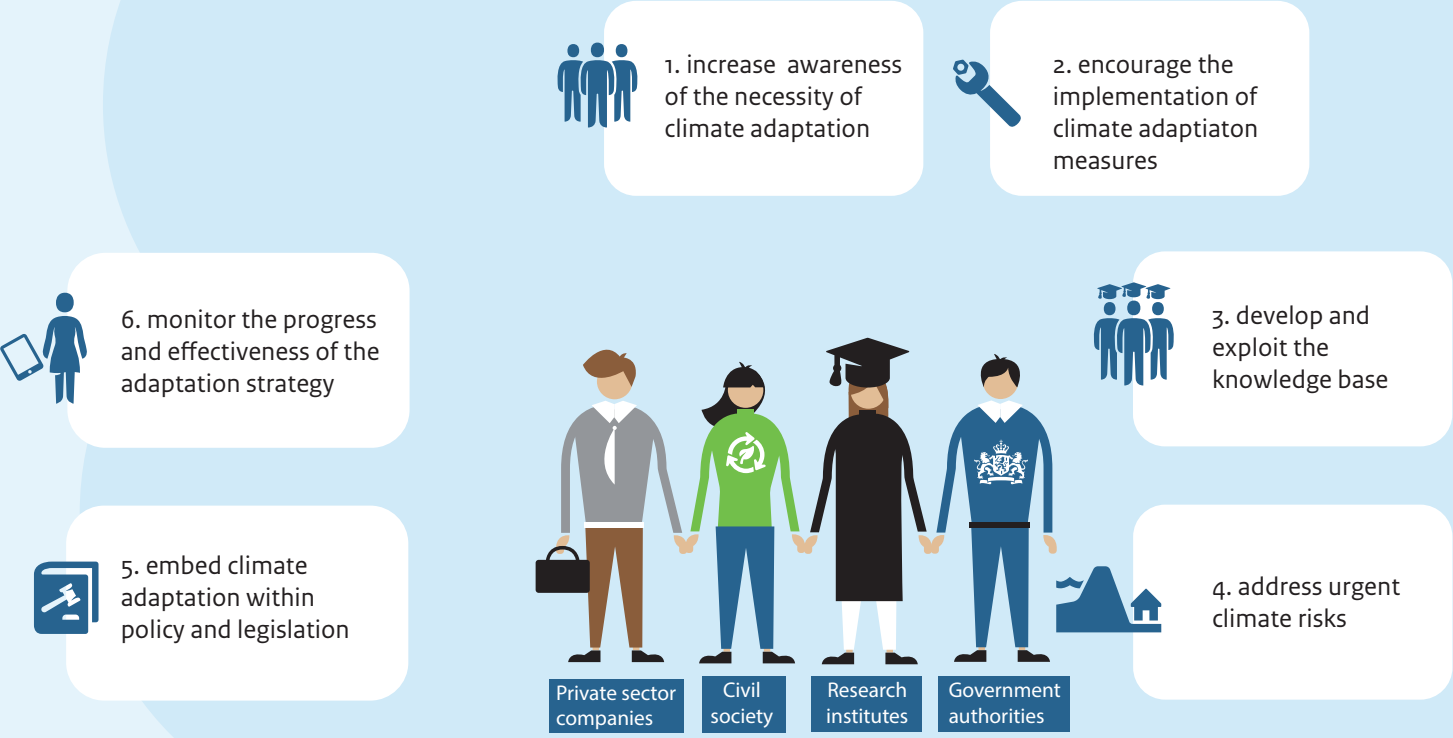 1. increase awareness
of the necessity of
climate adaptation
2. encourage the
implementation of
climate adaptiaton
measures
3. develop and
exploit the
knowledge base
4. address urgent
climate risks
5. embed climate
adaptation within
policy and legislation
6. monitor the progress
and effectiveness of the
adaptation strategy
Private sector
companies
Civil
society
Research
institutes
Government
authorities